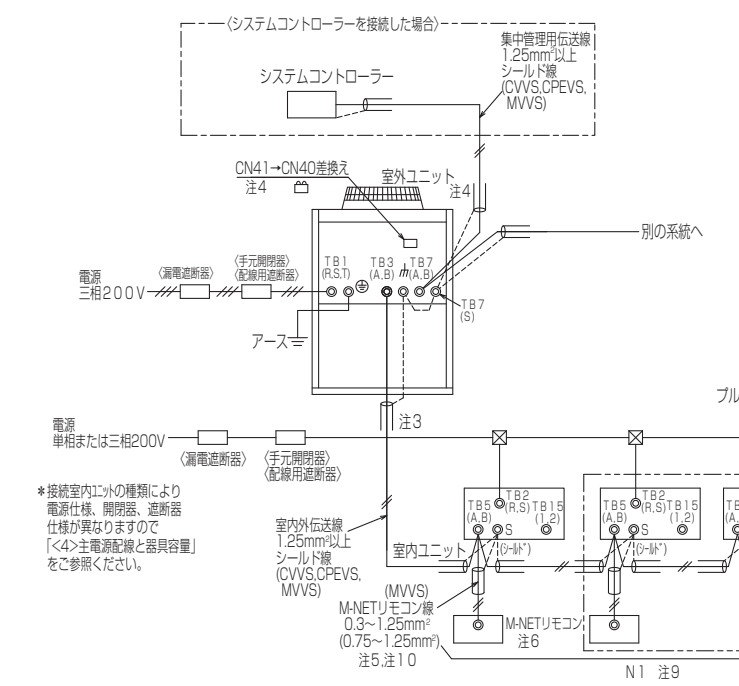 〈システムコントローラーを接続した場合〉
集中管理用伝送線
1.25mm²以上
シールド線
(CVVS,CPEVS,
MVVS)
システムコントローラー
CN41→CN40差換え
注4
室外ユニット
注4
別の系統へ
電源
三相200V
〈漏電遮断器〉
〈手元開閉器〉
〈配線用遮断器〉
TB1
(R,S,T)
TB3
(A,B)
TB7
(A,B)
TB7
(S)
アース
注3
プル
電源
単相または三相200V
〈漏電遮断器〉
〈手元開閉器〉
〈配線用遮断器〉
*接続室内ユニットの種類により
電源仕様、開閉器、遮断器
仕様が異なりますので
「<4>主電源配線と器具容量」
をご参照ください。
室内外伝送線
1.25mm²以上
シールド線
(CVVS,CPEVS,
MVVS)
室内ユニット
TB5
(A,B)
TB2
(R,S)
TB15
(1,2)
S
(シールド)
TB5
(A,B)
TB2
(R,S)
TB15
(1,2)
S
(シールド)
(MVVS)
M-NETリモコン線
0.3~1.25mm²
(0.75~1.25mm²)
注5,注10
M-NETリモコン
注6
N1 注9